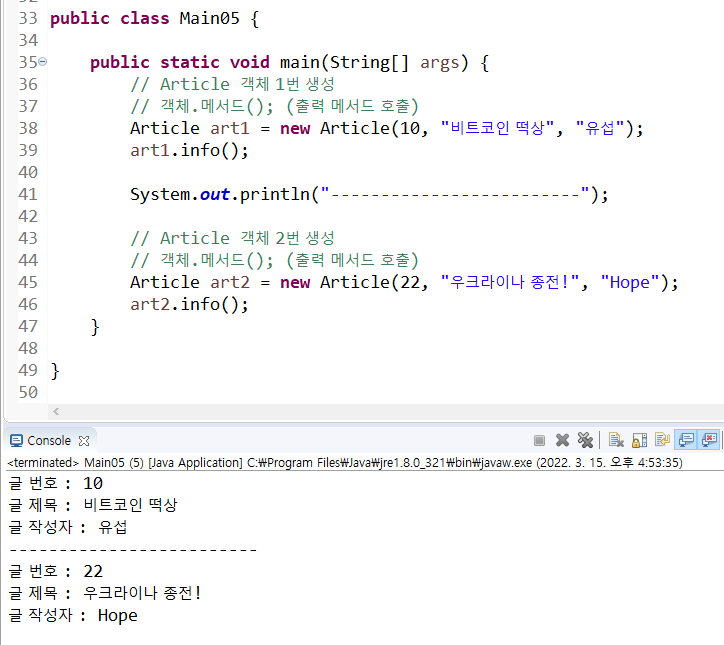 33 public class Main05 {
34
35 public static void main(String[] args) {
36 // Article 객체 1번 생성
37 // 객체.메서드(); (출력 메서드 호출)
38 Article art1 = new Article(10, "비트코인 떡상", "유섭");
39 art1.info();
40
41 System.out.println("-------------------------");
42
43 // Article 객체 2번 생성
44 // 객체.메서드(); (출력 메서드 호출)
45 Article art2 = new Article(22, "우크라이나 종전!", "Hope");
46 art2.info();
47 }
48
49 }
50
Console
<terminated> Main05 (5) [Java Application] C:₩Program Files₩Java₩jre1.8.0_321₩bin₩javaw.exe (2022. 3. 15. 오후 4:53:35)
글 번호 : 10
글 제목 : 비트코인 떡상
글 작성자 : 유섭
-------------------------
글 번호 : 22
글 제목 : 우크라이나 종전!
글 작성자 : Hope